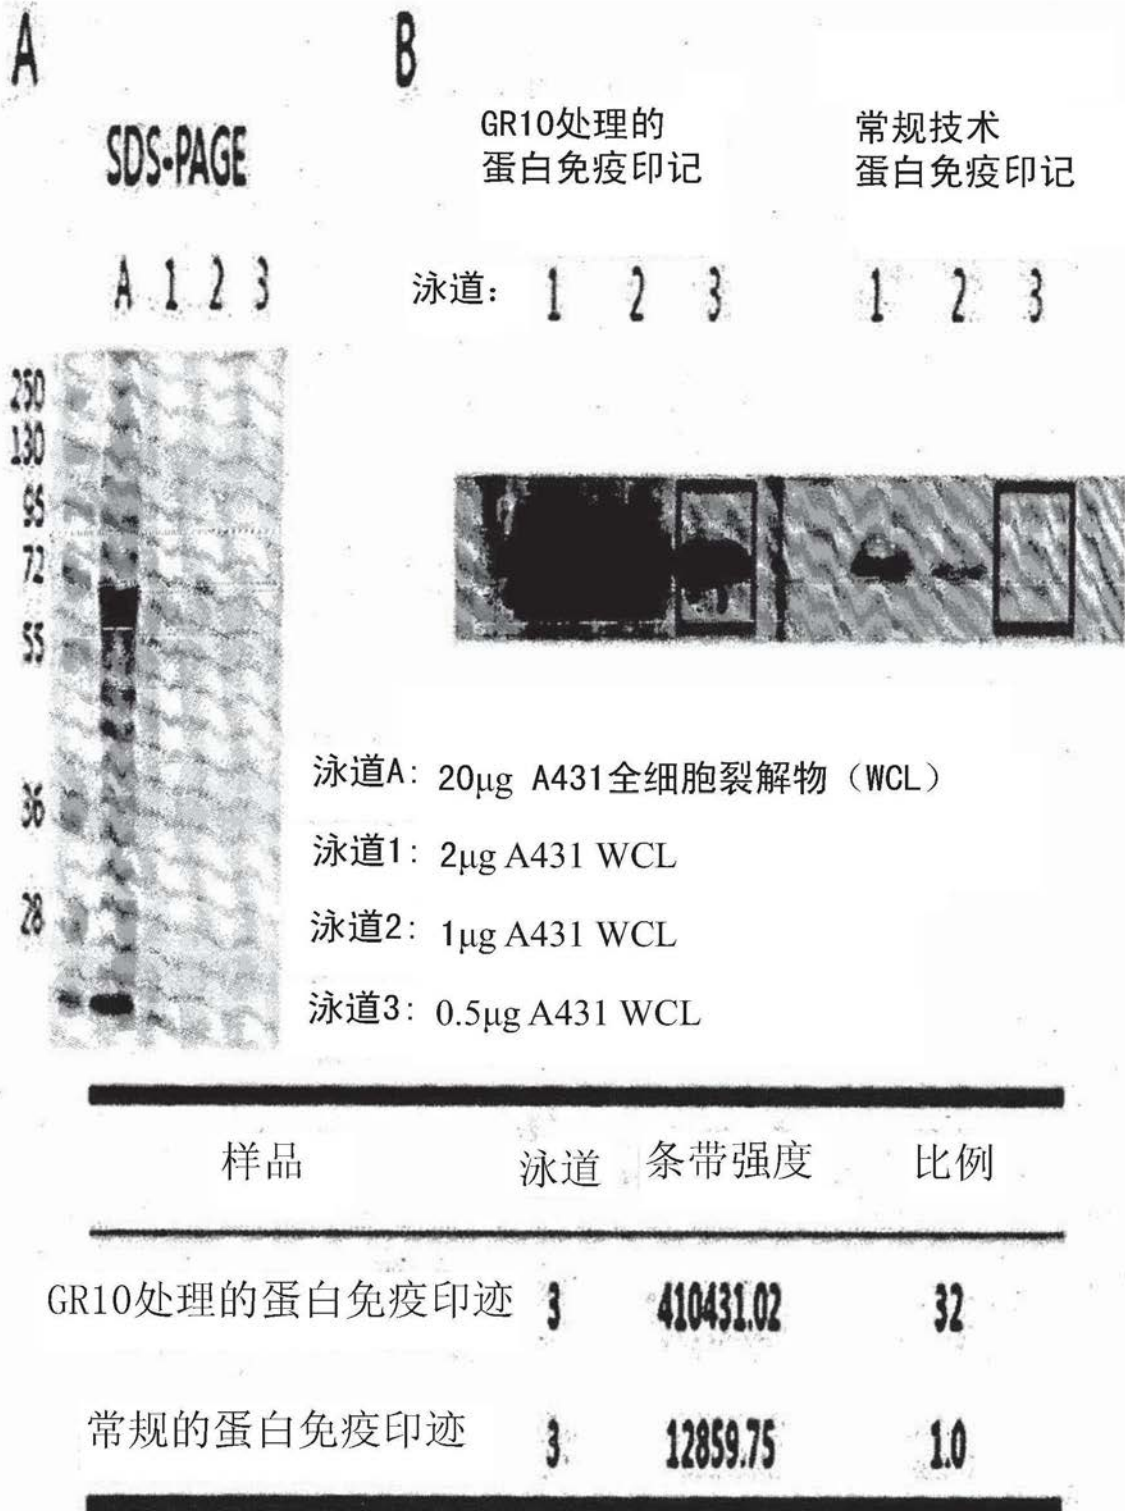 A
B
SDS-PAGE
GR10处理的
蛋白免疫印记
常规技术
蛋白免疫印记
A 1 2 3
泳道: 1 2 3 1 2 3
250
130
95
72
55
36
28
泳道A: 20μg A431全细胞裂解物（WCL）
泳道1: 2μg A431 WCL
泳道2: 1μg A431 WCL
泳道3: 0.5μg A431 WCL
样品 泳道 条带强度 比例
GR10处理的蛋白免疫印迹 3 410431.02 32
常规的蛋白免疫印迹 3 12859.75 1.0